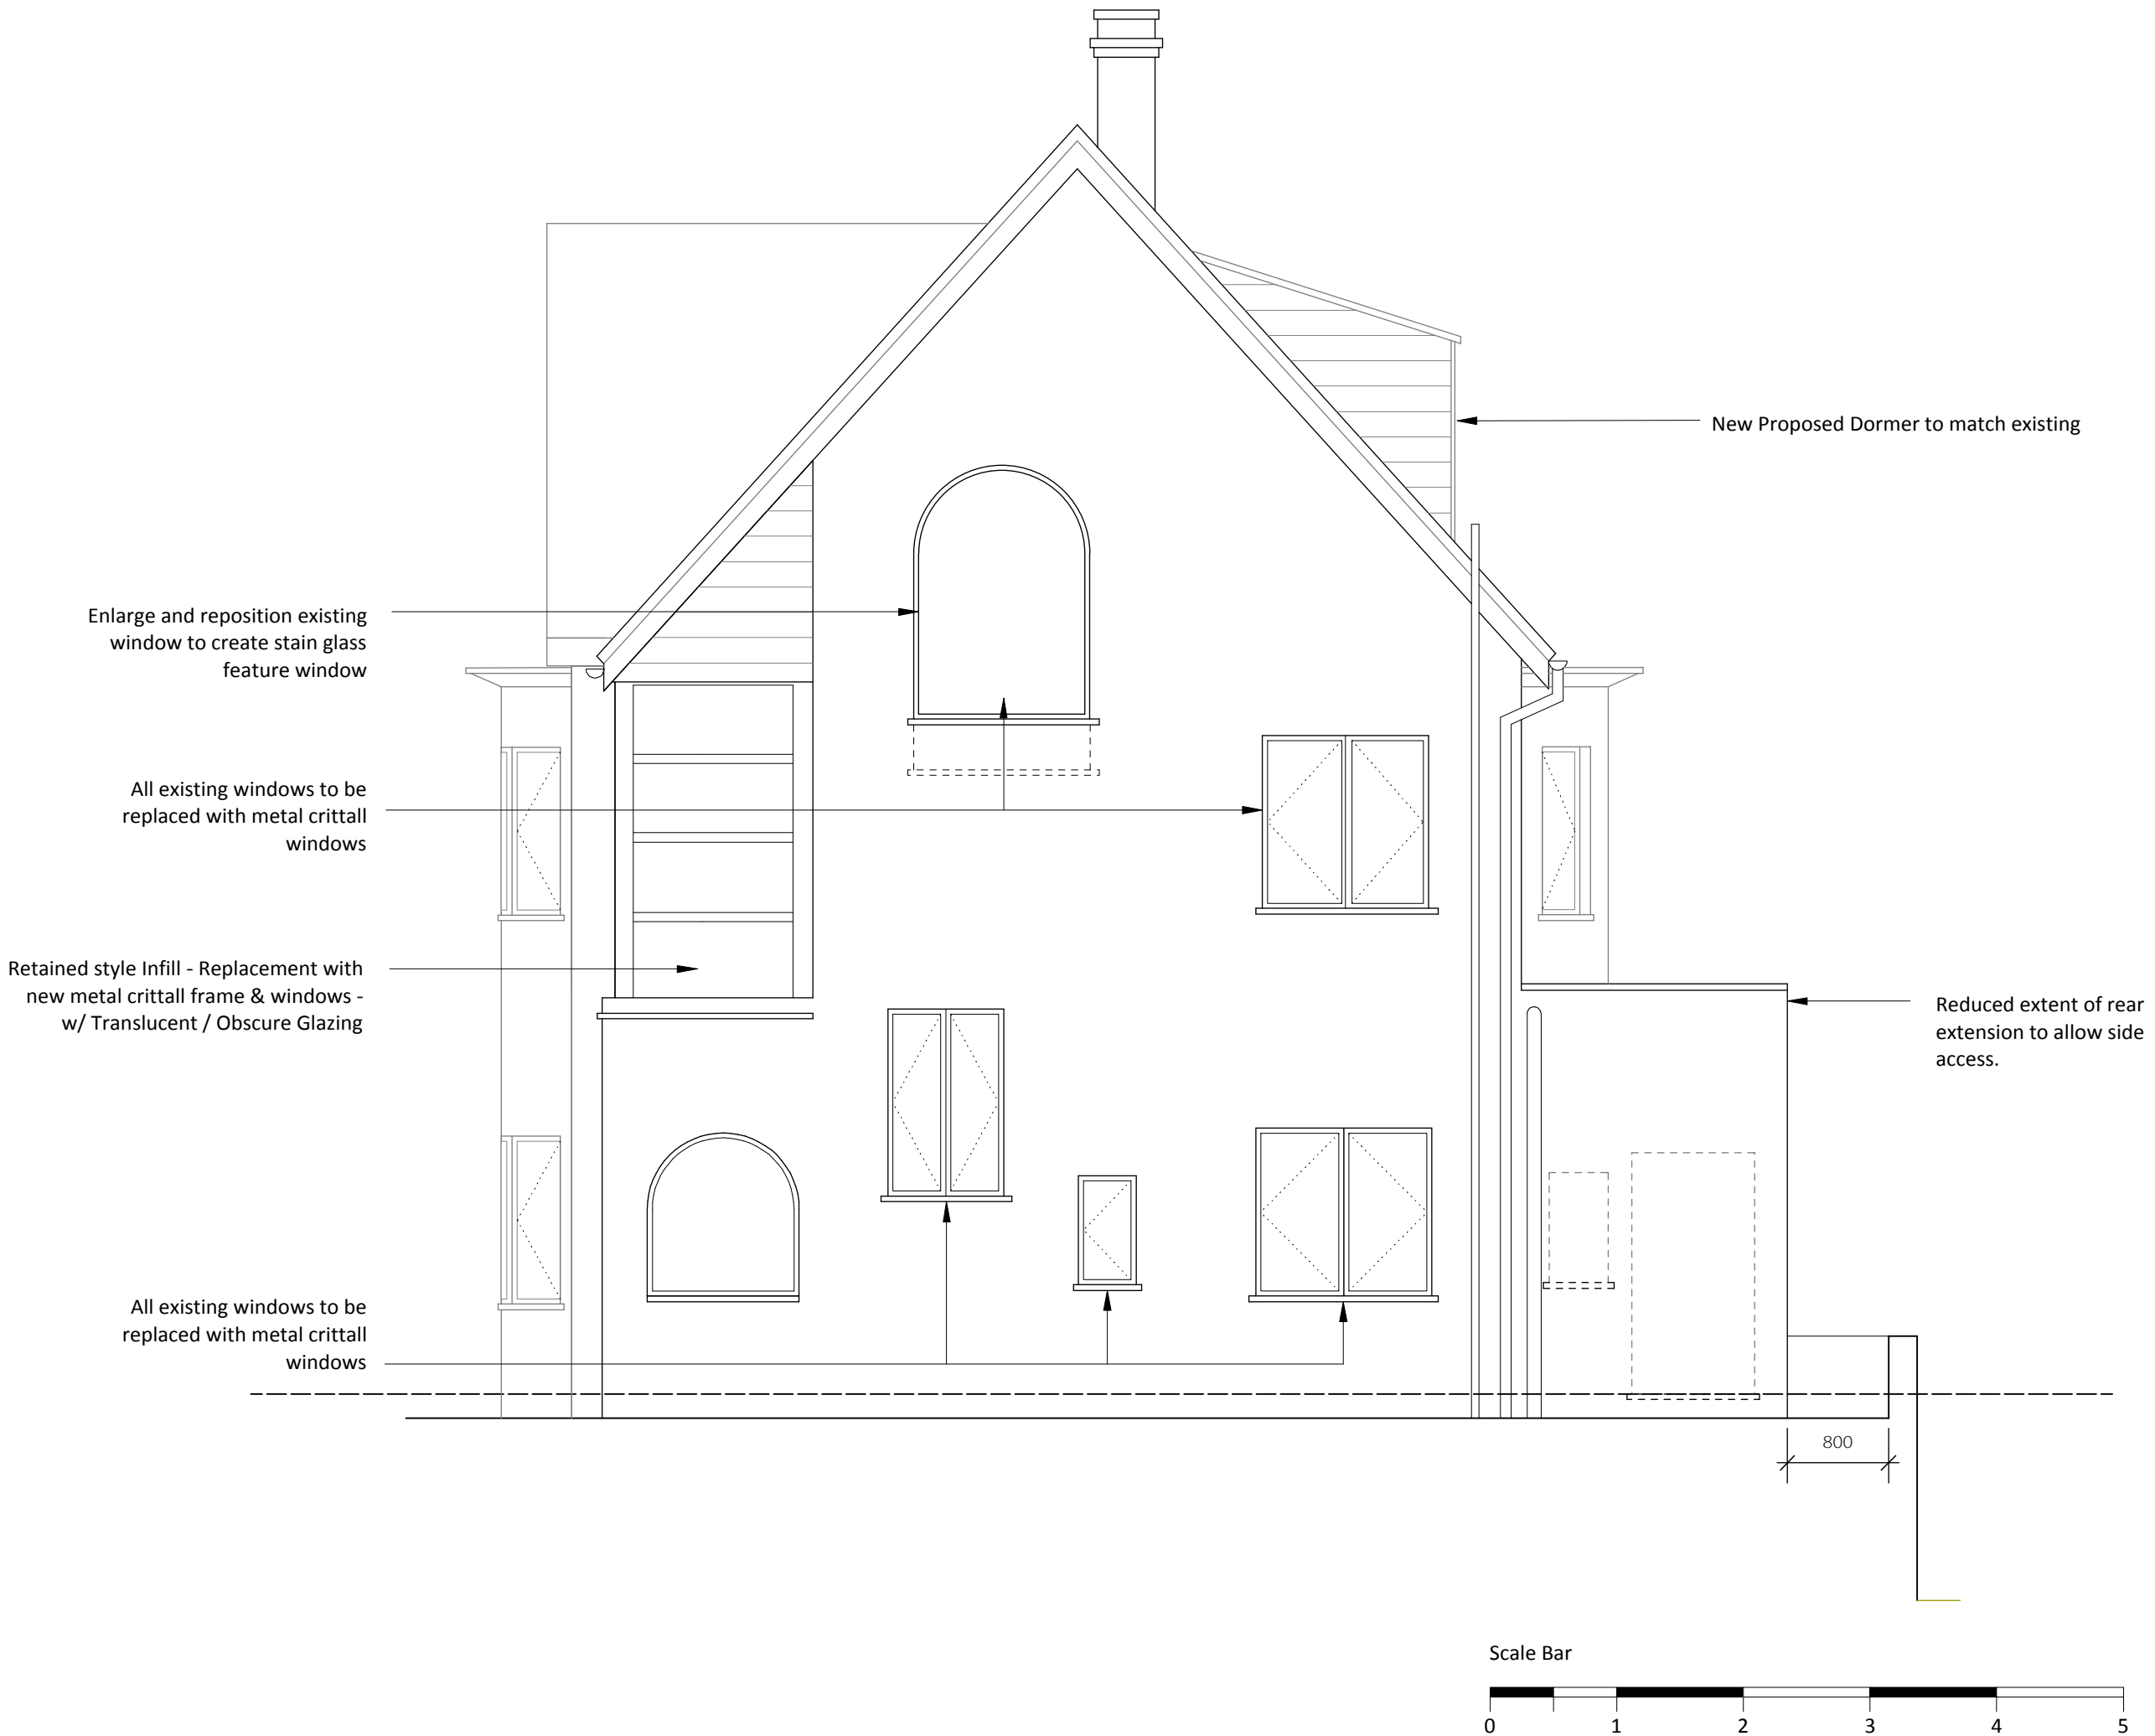 New Proposed Dormer to match existing
Enlarge and reposition existing
window to create stain glass
feature window
All existing windows to be
replaced with metal crittall
windows
Retained style Infill - Replacement with
new metal crittall frame & windows -
w/ Translucent / Obscure Glazing
Reduced extent of rear
extension to allow side
access.
All existing windows to be
replaced with metal crittall
windows
800
Scale Bar
0 1 2 3 4 5